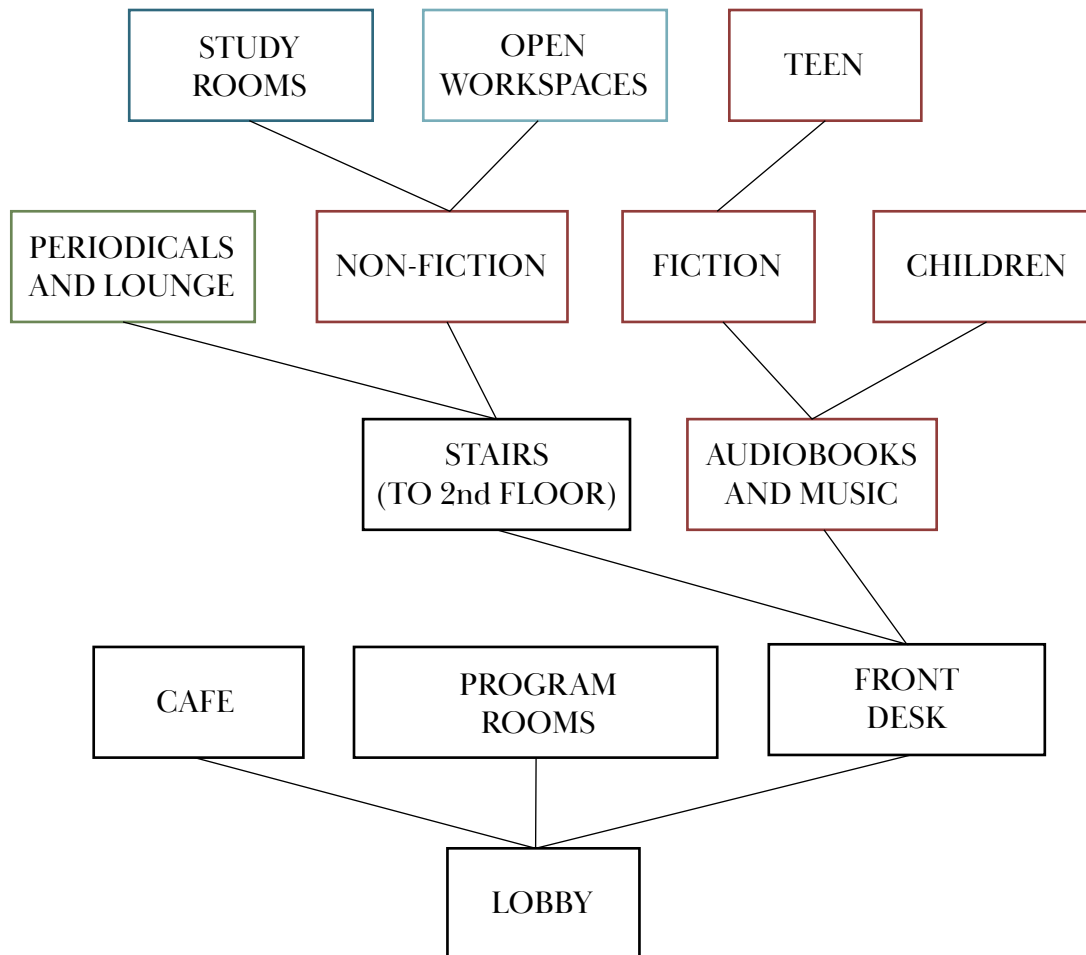 STUDY
ROOMS
OPEN
WORKSPACES
TEEN
PERIODICALS
AND LOUNGE
NON-FICTION
FICTION
CHILDREN
STAIRS
(TO 2nd FLOOR)
AUDIOBOOKS
AND MUSIC
CAFE
PROGRAM
ROOMS
FRONT
DESK
LOBBY